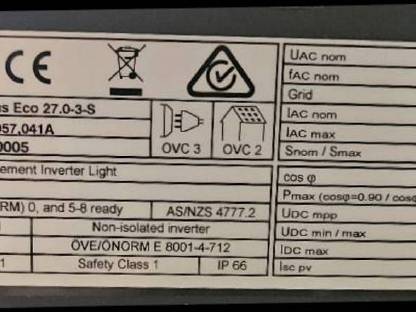 CE
s Eco 27.0-3-S
057.041A
0005
OVC 3
OVC 2
ement Inverter Light
RM) 0, and 5-8 ready
AS/NZS 4777.2
Non-isolated inverter
ÖVE/ÖNORM E 8001-4-712
1
Safety Class 1
IP 66
UAC nom
fAC nom
Grid
IAC nom
IAC max
Snom / Smax
cos φ
Pmax (cosφ=0.90 / cosφ
UDC mpp
UDC min / max
IDC max
Isc pv